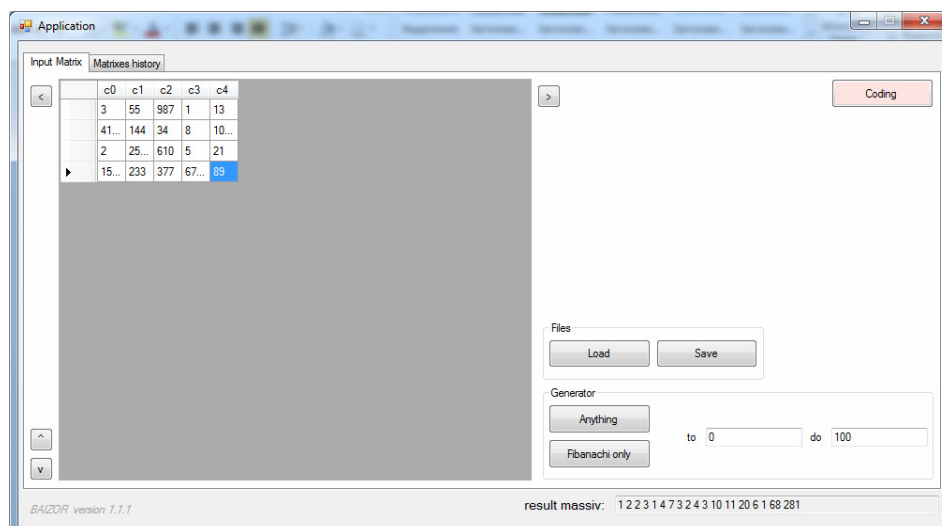 Application
Input Matrix Matrixes history
< c0 c1 c2 c3 c4 > Coding
3 55 987 1 13
41... 144 34 8 10...
2 25... 610 5 21
15... 233 377 67... 89
Files
Load Save
Generator
Anything
to 0 do 100
Fibanachi only
^
v
BAIZOR version 1.1.1 result massiv: 1 2 2 3 1 4 7 3 2 4 3 10 11 20 6 1 68 281